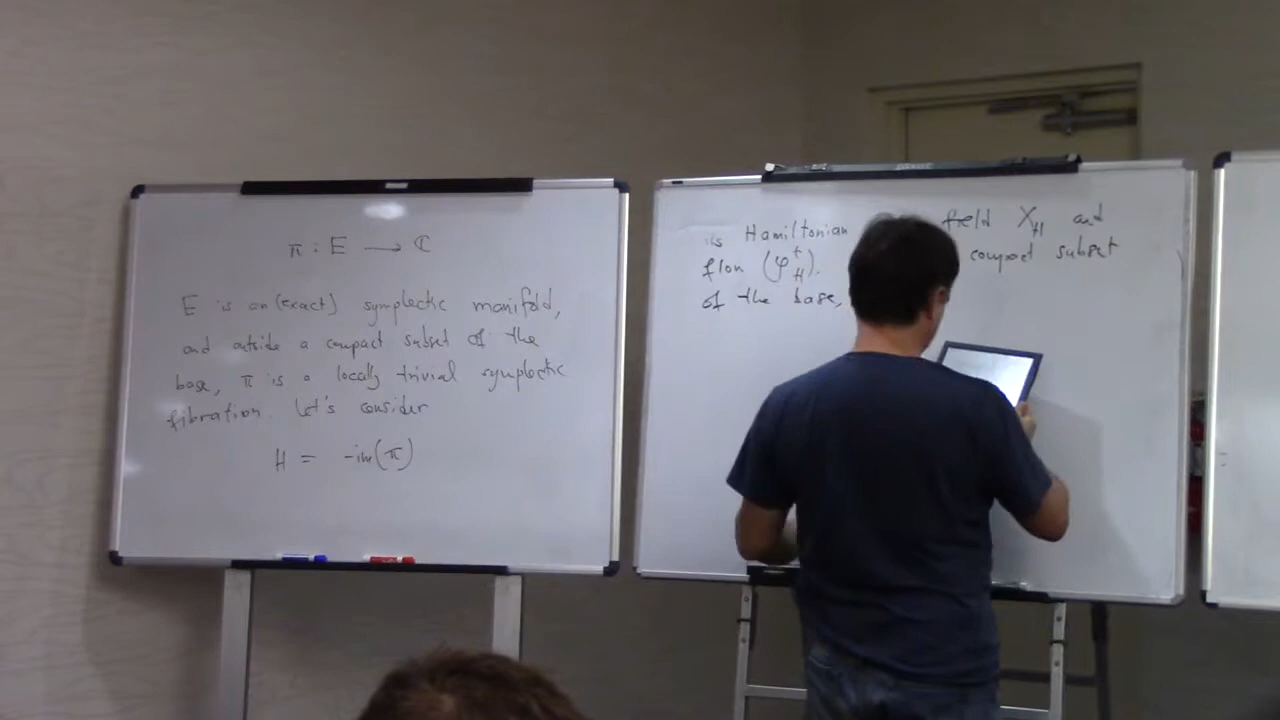 π : E ⟶ ℂ
E is an (exact) symplectic manifold,
and outside a compact subset of the
base, π is a locally trivial symplectic
fibration. Let's consider
H = -im(π)
its Hamiltonian field X_H and
flow (φ^t_H). compact subset
of the base,